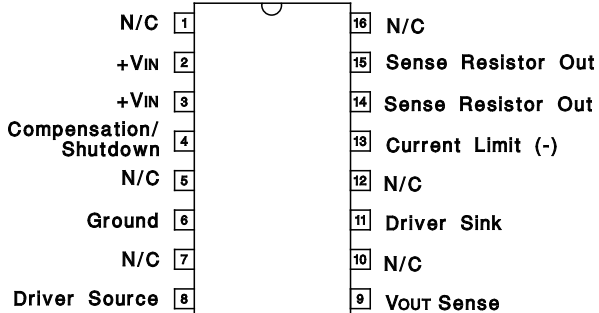 N/C 1 16 N/C
+VIN 2 15 Sense Resistor Out
+VIN 3 14 Sense Resistor Out
Compensation/
Shutdown 4 13 Current Limit (-)
N/C 5 12 N/C
Ground 6 11 Driver Sink
N/C 7 10 N/C
Driver Source 8 9 VOUT Sense